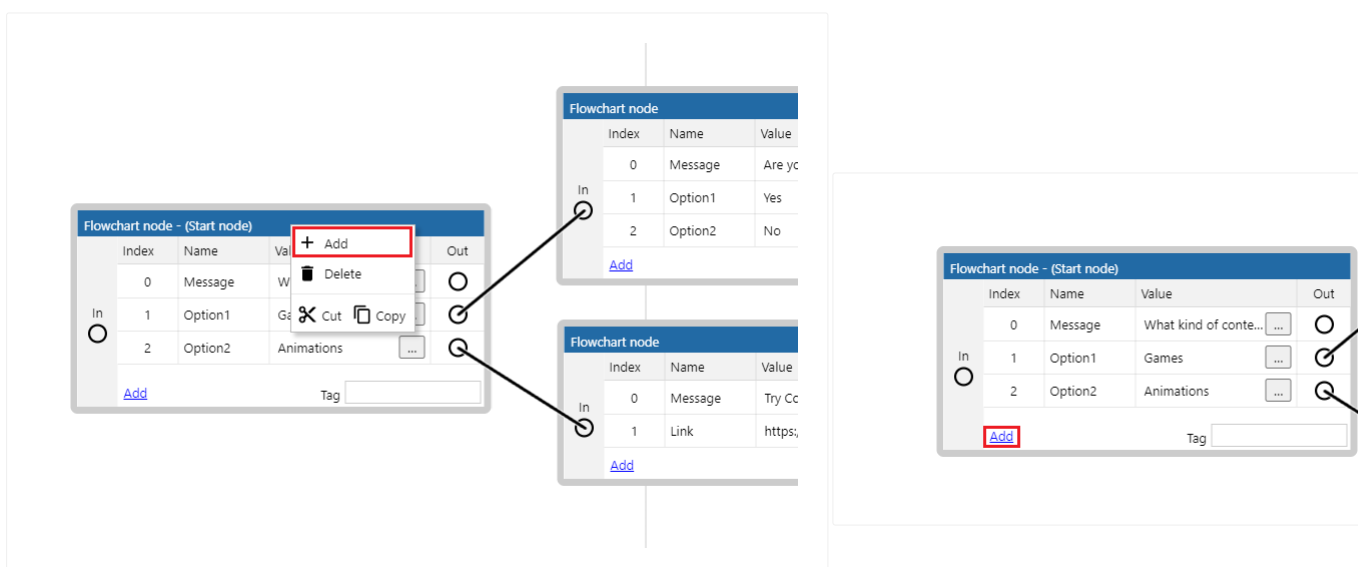 Flowchart node
Index Name Value
0 Message Are yo
In
1 Option1 Yes
2 Option2 No
Add
Flowchart node - (Start node)
Index Name Val Out
0 Message W
In
1 Option1 Ga
2 Option2 Animations ...
Add Tag
Add
Delete
Cut Copy
Flowchart node
Index Name Value
0 Message Try Co
In
1 Link https:/
Add
Flowchart node - (Start node)
Index Name Value Out
0 Message What kind of conte... ...
In
1 Option1 Games ...
2 Option2 Animations ...
Add Tag